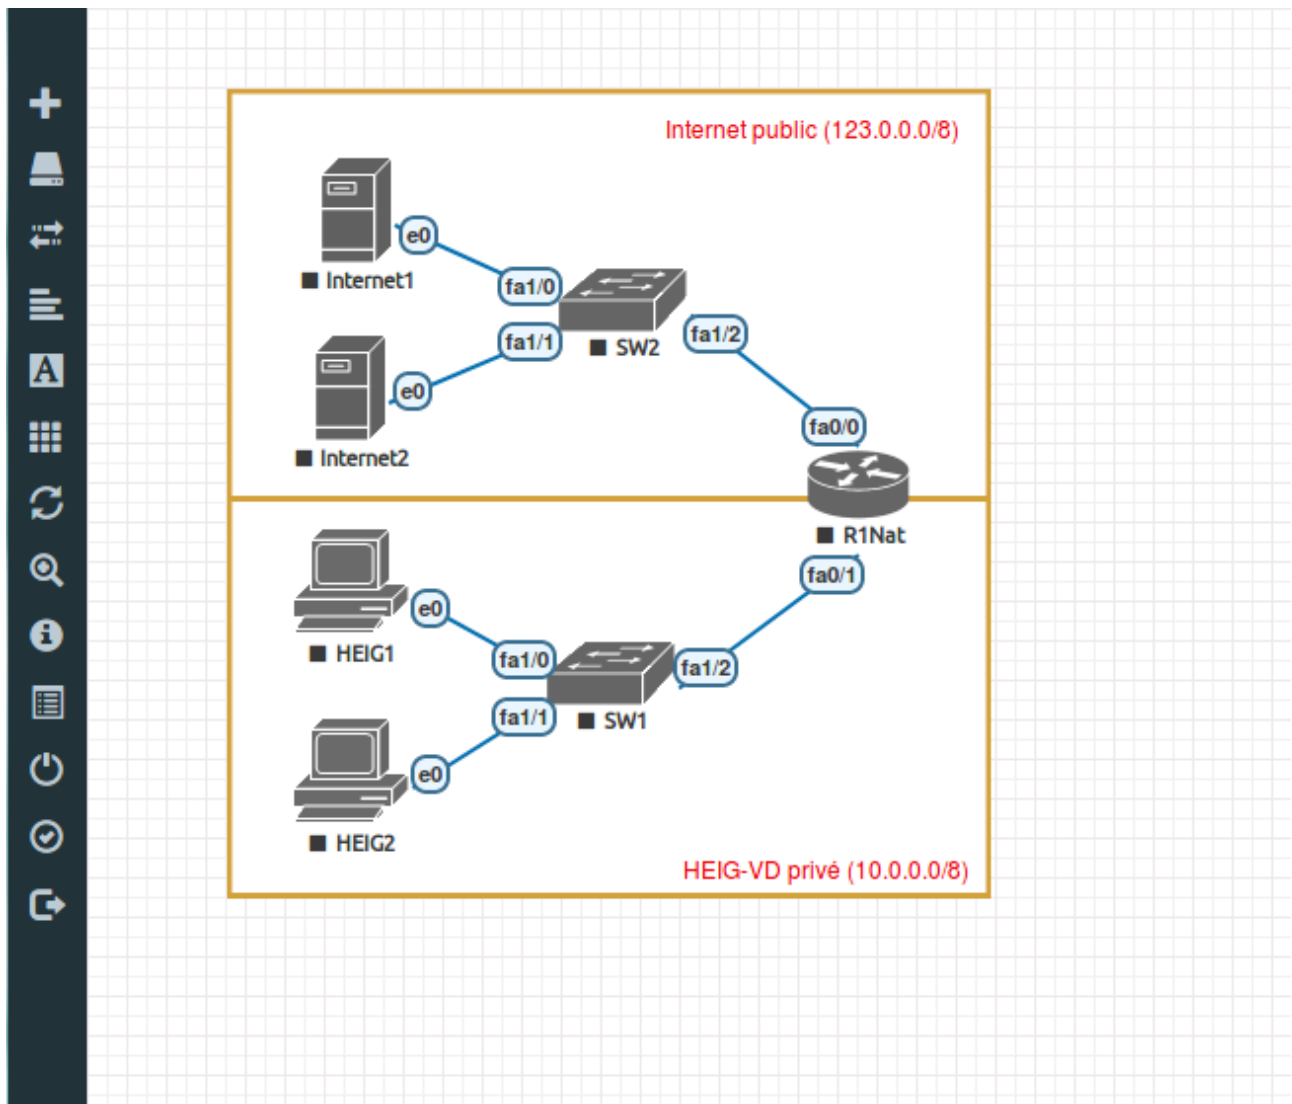 Internet public (123.0.0.0/8)
e0
Internet1
fa1/0
SW2
fa1/1
fa1/2
e0
Internet2
fa0/0
R1Nat
fa0/1
e0
HEIG1
fa1/0
fa1/2
fa1/1
SW1
e0
HEIG2
HEIG-VD privé (10.0.0.0/8)
A